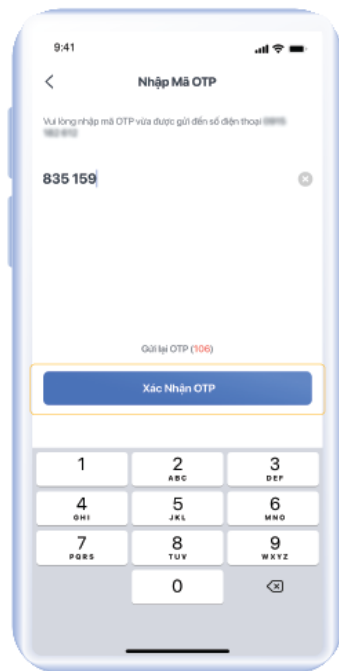 9:41
Nhập Mã OTP
Vui lòng nhập mã OTP vừa được gửi đến số điện thoại
835 159
Gửi lại OTP (106)
Xác Nhận OTP
1 2 3
ABC DEF
4 5 6
GHI JKL MNO
7 8 9
PQRS TUV WXYZ
0